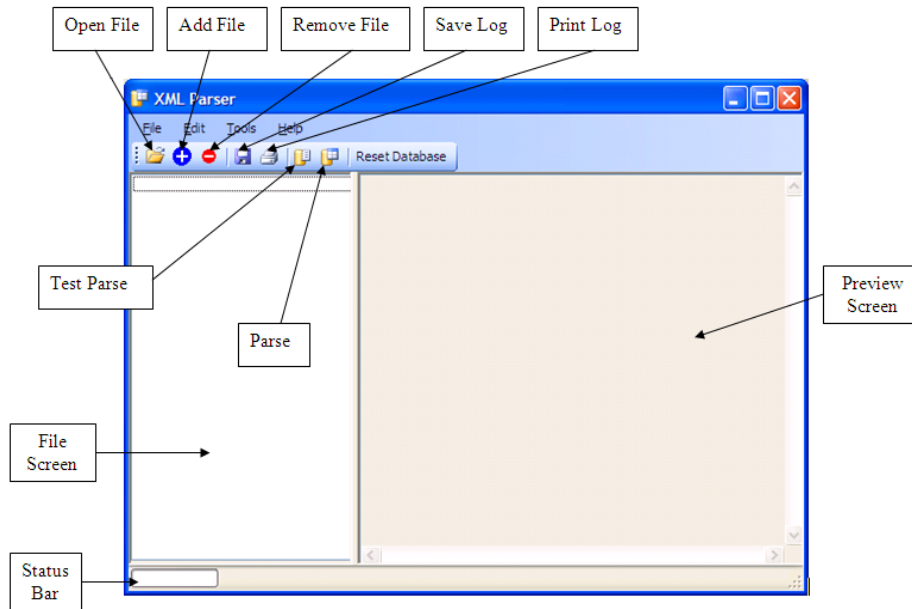 Open File
Add File
Remove File
Save Log
Print Log
XML Parser
File Edit Tools Help
Reset Database
Test Parse
Preview
Screen
Parse
File
Screen
Status
Bar